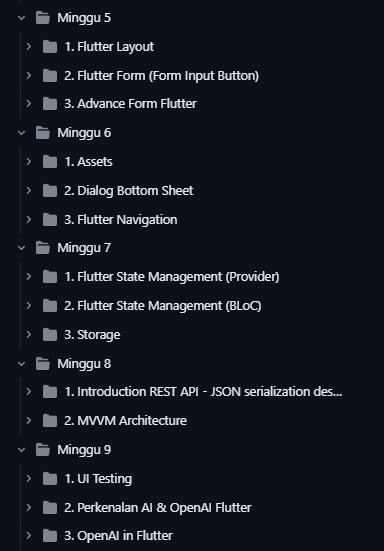 Minggu 5
1. Flutter Layout
2. Flutter Form (Form Input Button)
3. Advance Form Flutter
Minggu 6
1. Assets
2. Dialog Bottom Sheet
3. Flutter Navigation
Minggu 7
1. Flutter State Management (Provider)
2. Flutter State Management (BLoC)
3. Storage
Minggu 8
1. Introduction REST API - JSON serialization des...
2. MVVM Architecture
Minggu 9
1. UI Testing
2. Perkenalan AI & OpenAI Flutter
3. OpenAI in Flutter